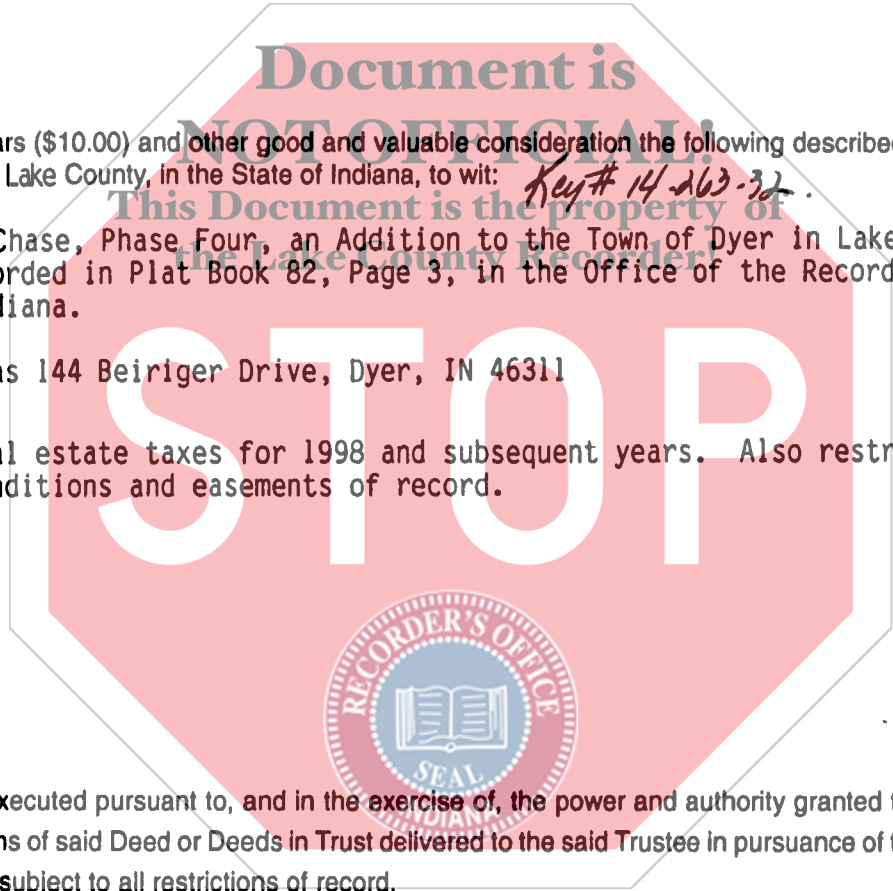 Document is
NOT OFFICIAL!
ars ($10.00) and other good and valuable consideration the following described
Lake County, in the State of Indiana, to wit: Key# 14-263-32.
This Document is the property of
Chase, Phase Four, an Addition to the Town of Dyer in Lake
the Lake County Recorder!
orded in Plat Book 82, Page 3, in the Office of the Record
diana.
STOP
as 144 Beiriger Drive, Dyer, IN 46311
al estate taxes for 1998 and subsequent years. Also restr
ditions and easements of record.
RECORDER'S OFFICE
SEAL
INDIANA
xecuted pursuant to, and in the exercise of, the power and authority granted
ns of said Deed or Deeds in Trust delivered to the said Trustee in pursuance of
subject to all restrictions of record.